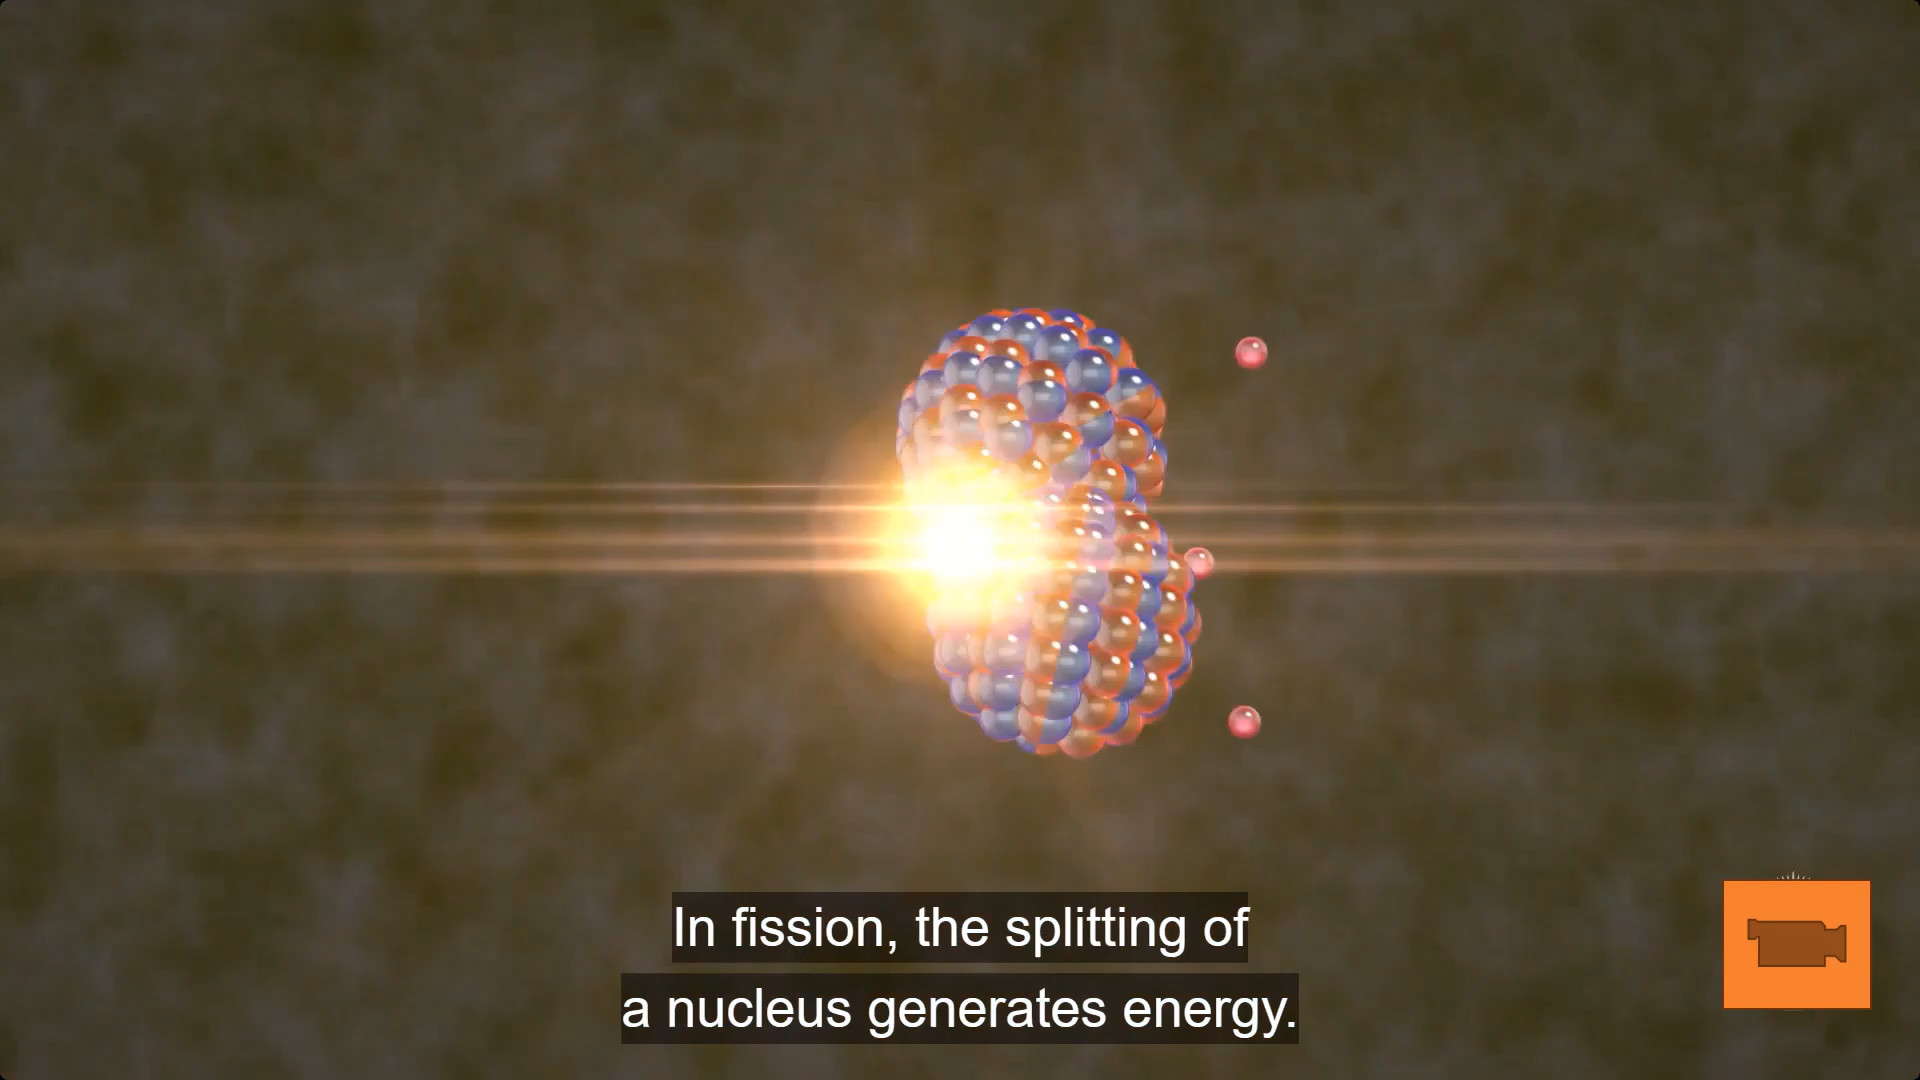 In fission, the splitting of
a nucleus generates energy.